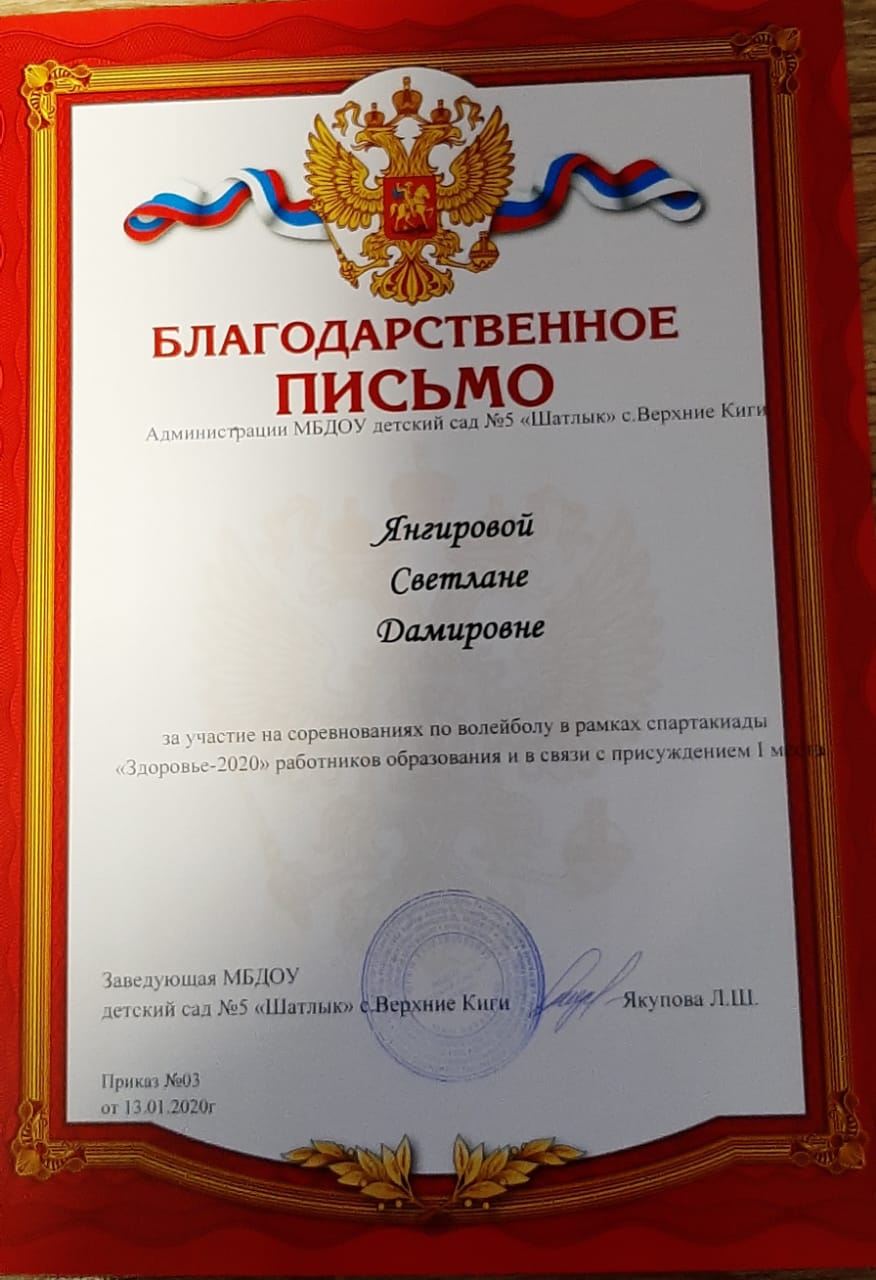 БЛАГОДАРСТВЕННОЕ
ПИСЬМО
Администрации МБДОУ детский сад №5 «Шатлык» с.Верхние Киги
Янгировой
Светлане
Дамировне
за участие на соревнованиях по волейболу в рамках спартакиады
«Здоровье-2020» работников образования и в связи с присуждением I места
Заведующая МБДОУ
детский сад №5 «Шатлык» с.Верхние Киги Якупова Л.Ш.
Приказ №03
от 13.01.2020г